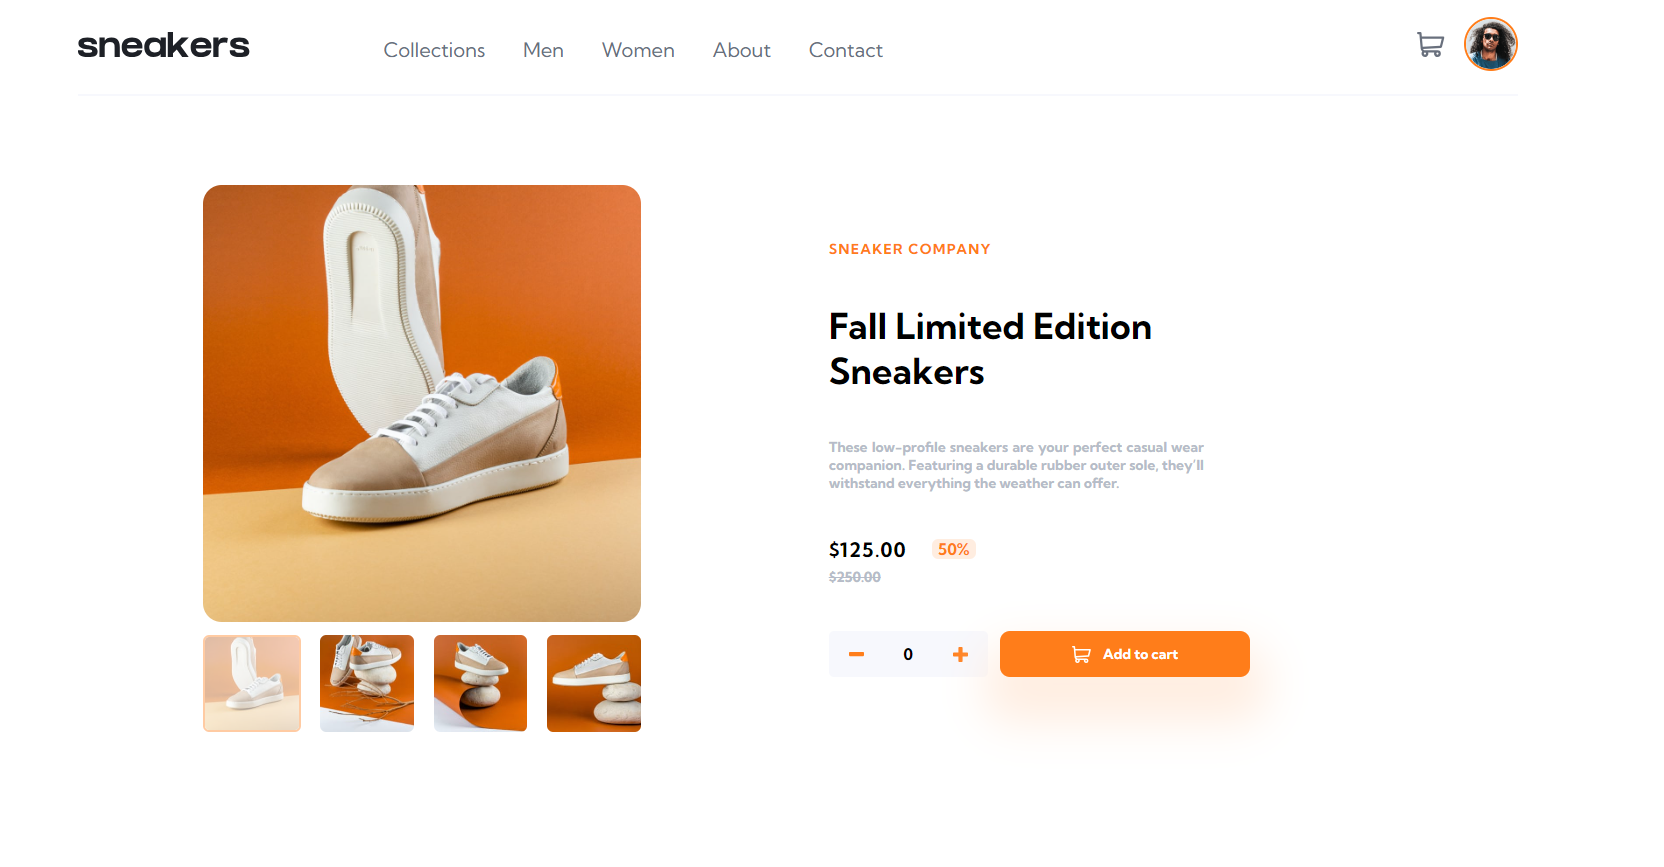 sneakers
Collections Men Women About Contact
SNEAKER COMPANY
Fall Limited Edition
Sneakers
These low-profile sneakers are your perfect casual wear
companion. Featuring a durable rubber outer sole, they'll
withstand everything the weather can offer.
$125.00 50%
$250.00
0 Add to cart